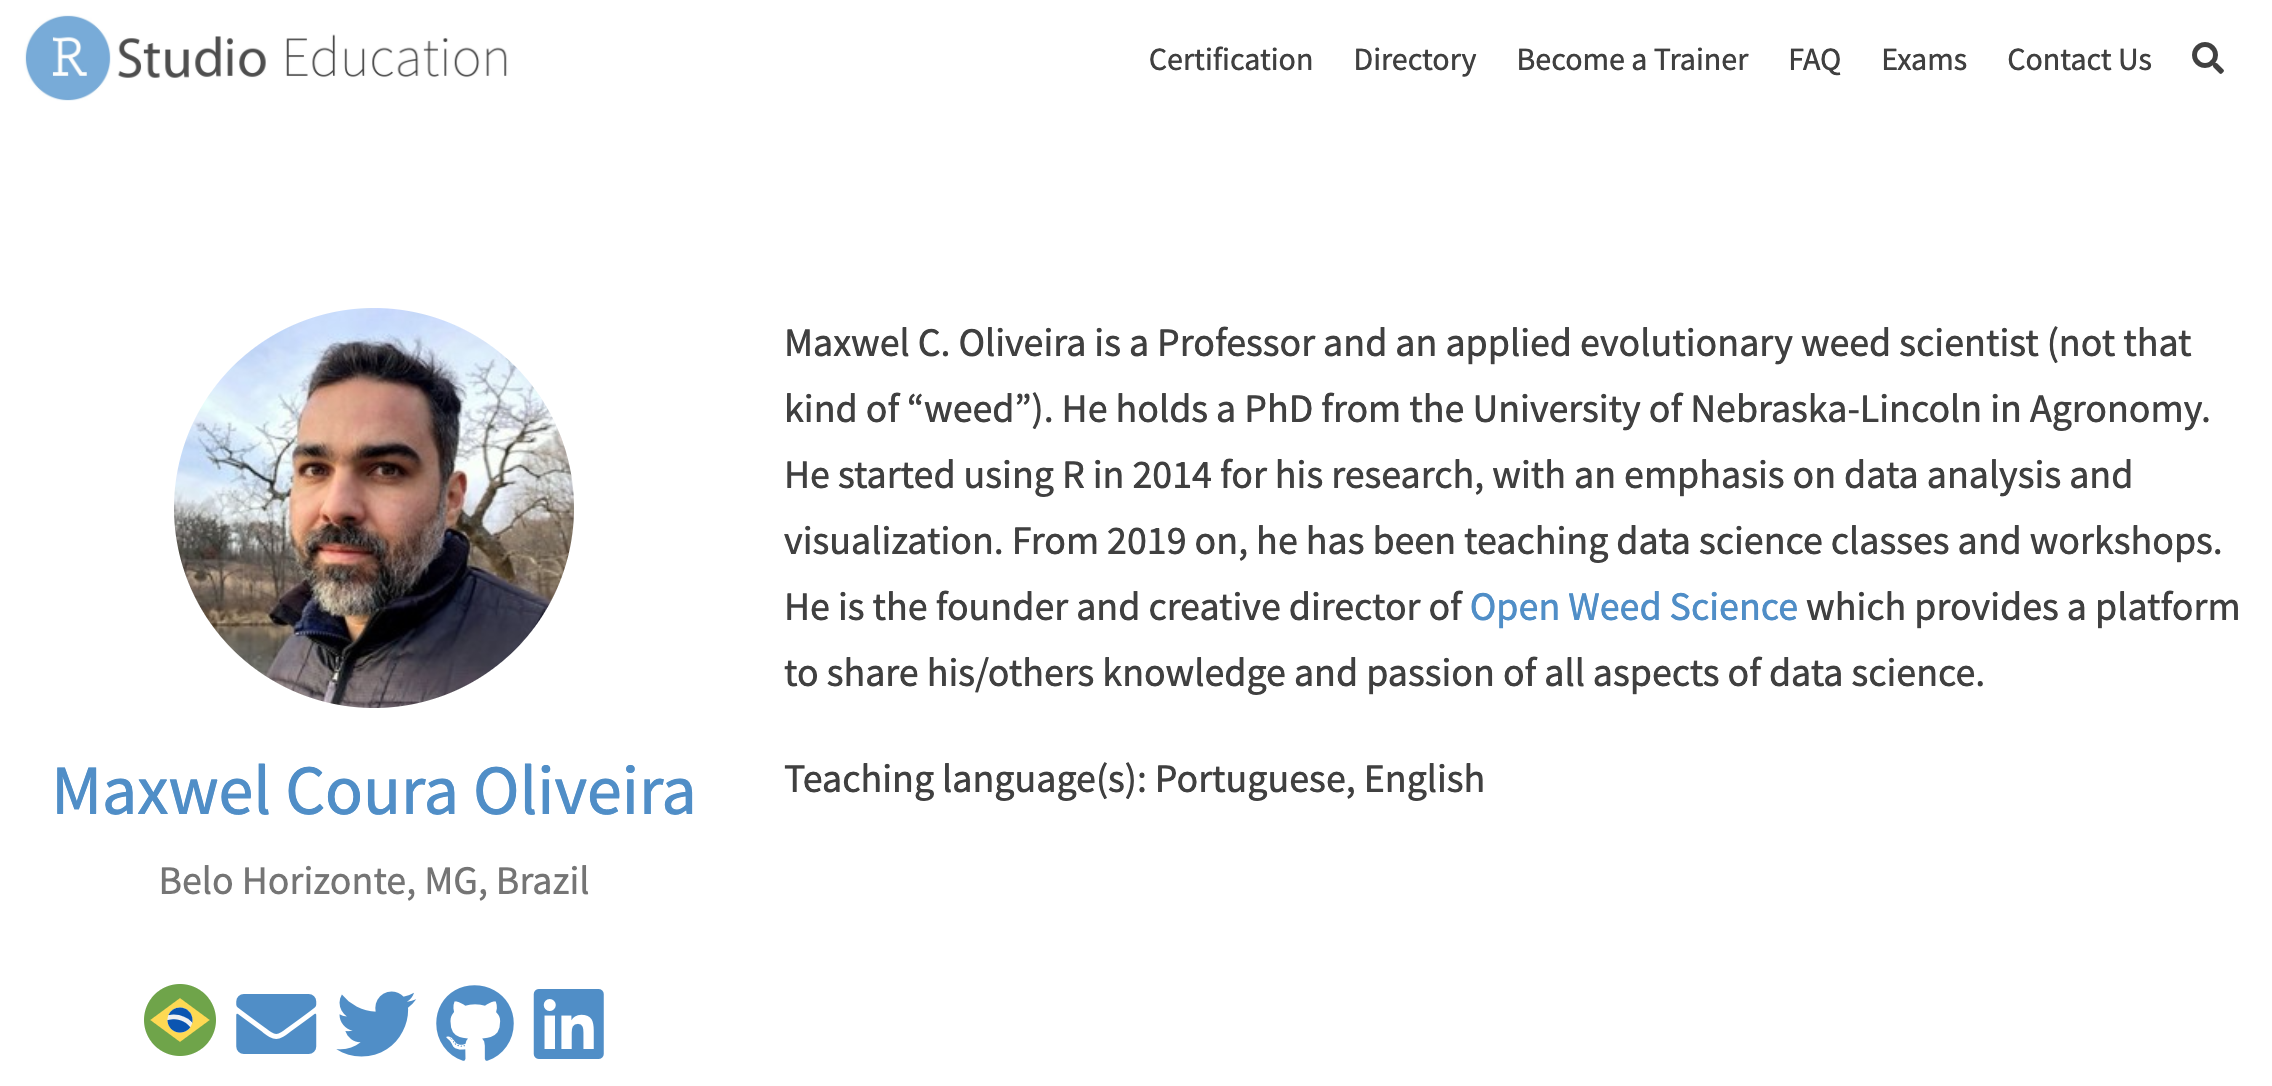 R Studio Education
Certification Directory Become a Trainer FAQ Exams Contact Us
Maxwel C. Oliveira is a Professor and an applied evolutionary weed scientist (not that
kind of “weed”). He holds a PhD from the University of Nebraska-Lincoln in Agronomy.
He started using R in 2014 for his research, with an emphasis on data analysis and
visualization. From 2019 on, he has been teaching data science classes and workshops.
He is the founder and creative director of Open Weed Science which provides a platform
to share his/others knowledge and passion of all aspects of data science.
Teaching language(s): Portuguese, English
Maxwel Coura Oliveira
Belo Horizonte, MG, Brazil
in